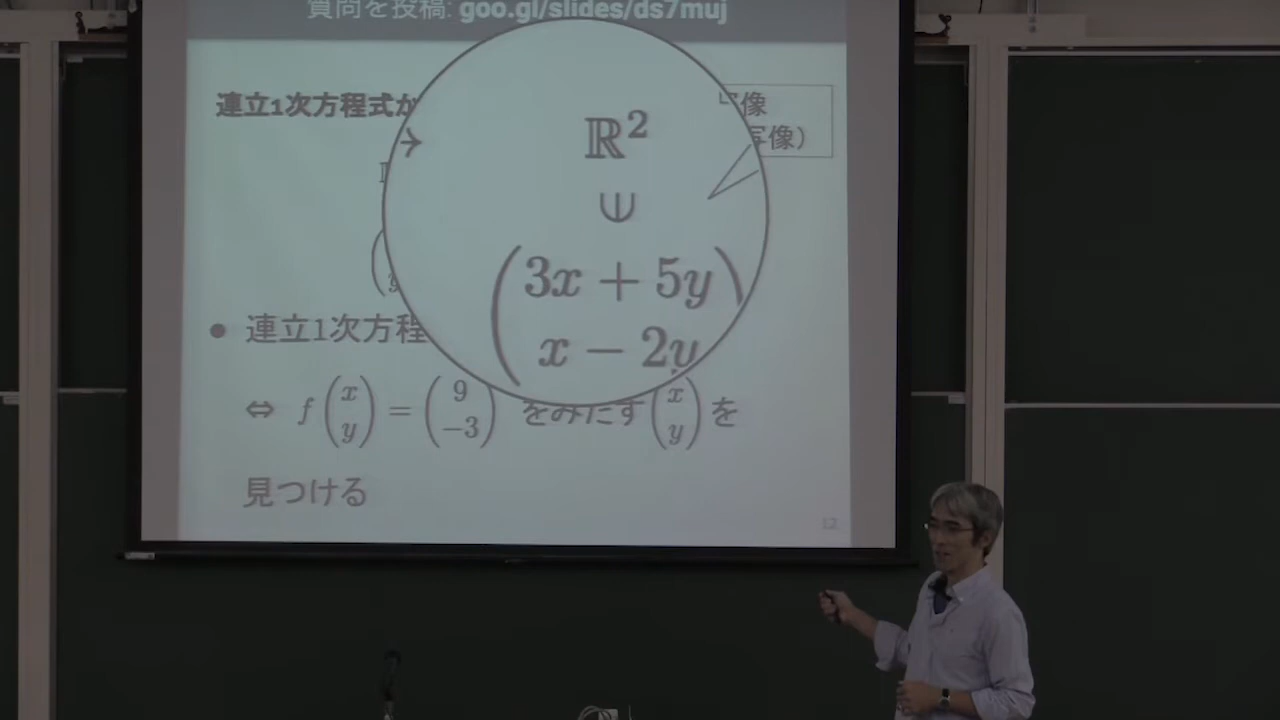 質問を投稿: goo.gl/slides/ds7muj
連立1次方程式か
写像
写像）
→
ℝ²
∪
(3x + 5y)
x − 2y
● 連立1次方程
⇔ f(x y) = (9 −3) をみたす(x y)を
見つける
12